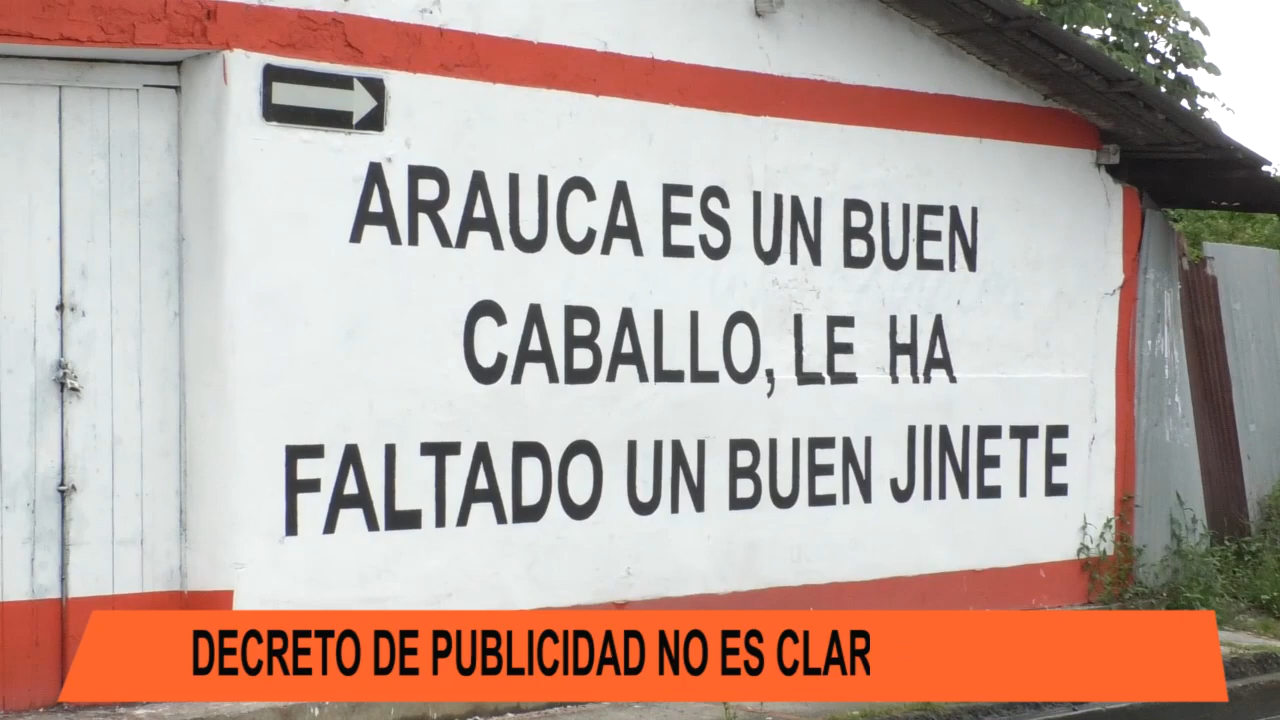 ARAUCA ES UN BUEN
CABALLO, LE HA
FALTADO UN BUEN JINETE
DECRETO DE PUBLICIDAD NO ES CLAR